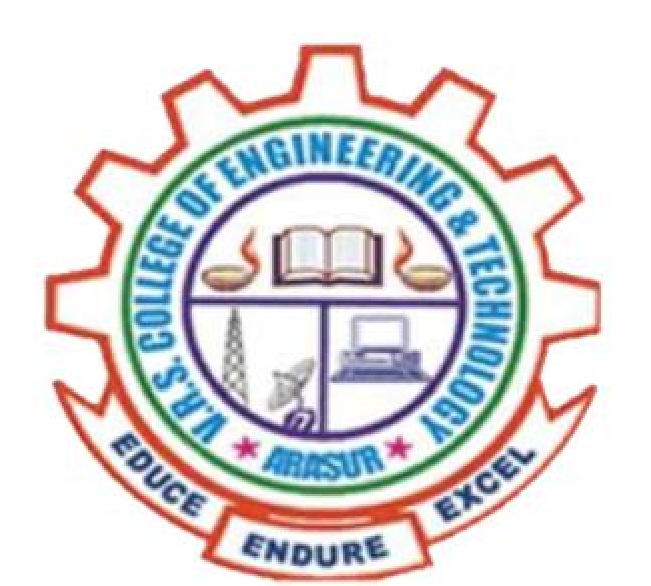 V.R.S. COLLEGE OF ENGINEERING & TECHNOLOGY
* ARASUR *
EDUCE
ENDURE
EXCEL